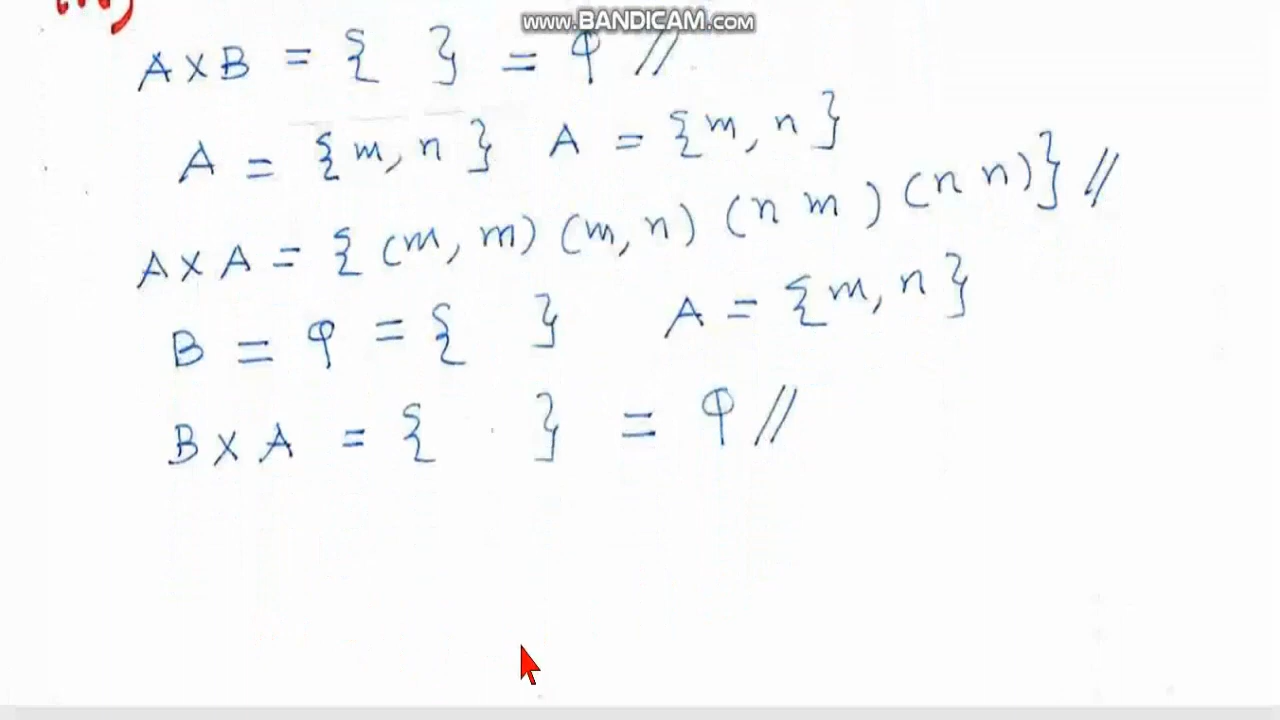 www.BANDICAM.com
A × B = { } = φ //
A = {m, n} A = {m, n}
A × A = { (m, m) (m, n) (n m) (n n)} //
B = φ = { } A = {m, n}
B × A = { } = φ //